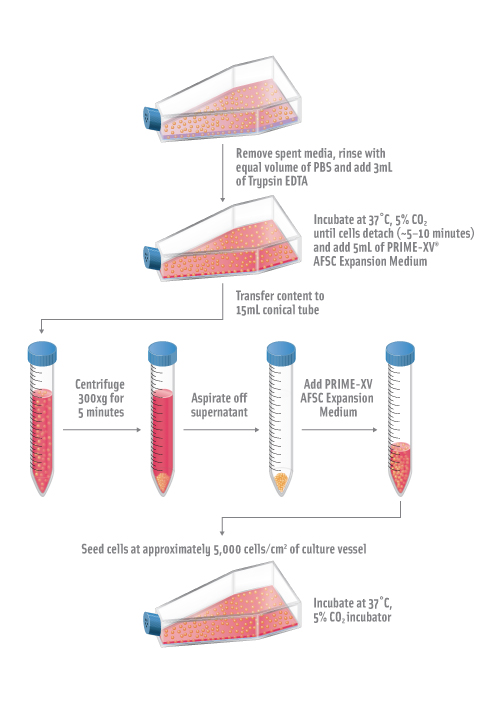 Remove spent media, rinse with
equal volume of PBS and add 3mL
of Trypsin EDTA
Incubate at 37˚C, 5% CO₂
until cells detach (~5–10 minutes)
and add 5mL of PRIME-XV®
AFSC Expansion Medium
Transfer content to
15mL conical tube
Centrifuge
300xg for
5 minutes
Aspirate off
supernatant
Add PRIME-XV
AFSC Expansion
Medium
Seed cells at approximately 5,000 cells/cm² of culture vessel
Incubate at 37˚C,
5% CO₂ incubator